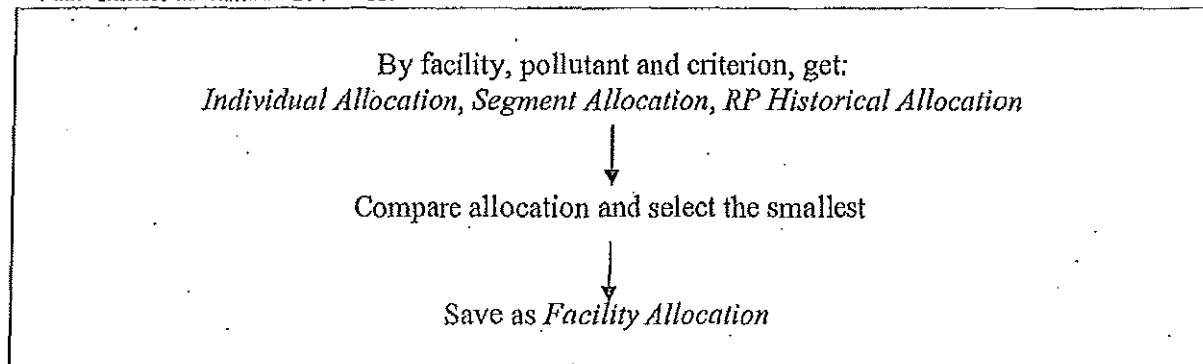 By facility, pollutant and criterion, get:
Individual Allocation, Segment Allocation, RP Historical Allocation
Compare allocation and select the smallest
Save as Facility Allocation